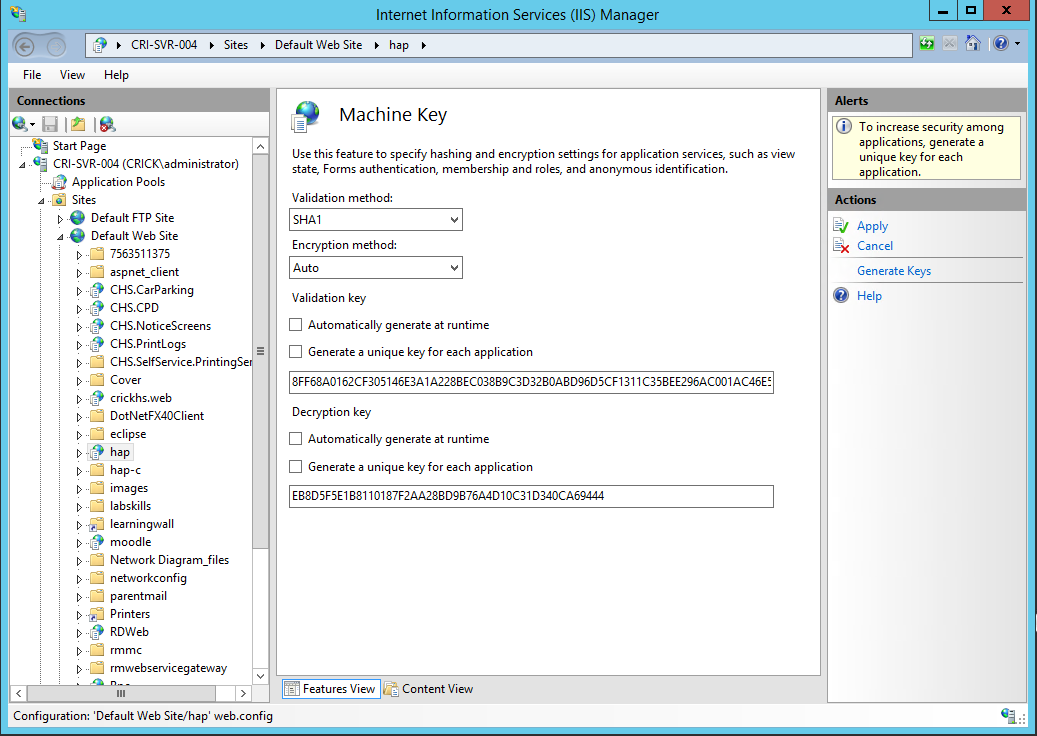 Internet Information Services (IIS) Manager
CRI-SVR-004 Sites Default Web Site hap
File View Help
Connections
Start Page
CRI-SVR-004 (CRICK\administrator)
Application Pools
Sites
Default FTP Site
Default Web Site
7563511375
aspnet_client
CHS.CarParking
CHS.CPD
CHS.NoticeScreens
CHS.PrintLogs
CHS.SelfService.PrintingSer
Cover
crickhs.web
DotNetFX40Client
eclipse
hap
hap-c
images
labskills
learningwall
moodle
Network Diagram_files
networkconfig
parentmail
Printers
RDWeb
rmmc
rmwebservicegateway
Machine Key
Use this feature to specify hashing and encryption settings for application services, such as view
state, Forms authentication, membership and roles, and anonymous identification.
Validation method:
SHA1
Encryption method:
Auto
Validation key
Automatically generate at runtime
Generate a unique key for each application
8FF68A0162CF305146E3A1A228BEC038B9C3D32B0ABD96D5CF1311C35BEE296AC001AC46E5
Decryption key
Automatically generate at runtime
Generate a unique key for each application
EB8D5F5E1B8110187F2AA28BD9B76A4D10C31D340CA69444
Features View Content View
Alerts
To increase security among
applications, generate a
unique key for each
application.
Actions
Apply
Cancel
Generate Keys
Help
Configuration: 'Default Web Site/hap' web.config